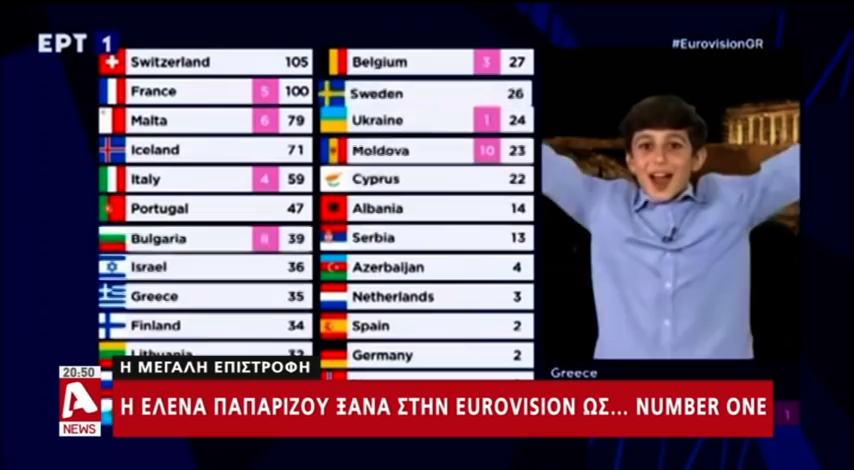 ΕΡΤ 1
#EurovisionGR
Switzerland 105
France 5 100
Malta 6 79
Iceland 71
Italy 4 59
Portugal 47
Bulgaria 8 39
Israel 36
Greece 35
Finland 34
Lithuania 32
Belgium 3 27
Sweden 26
Ukraine 1 24
Moldova 10 23
Cyprus 22
Albania 14
Serbia 13
Azerbaijan 4
Netherlands 3
Spain 2
Germany 2
Greece
1
20:50
A
NEWS
Η ΜΕΓΑΛΗ ΕΠΙΣΤΡΟΦΗ
Η ΕΛΕΝΑ ΠΑΠΑΡΙΖΟΥ ΞΑΝΑ ΣΤΗΝ EUROVISION ΩΣ... NUMBER ONE